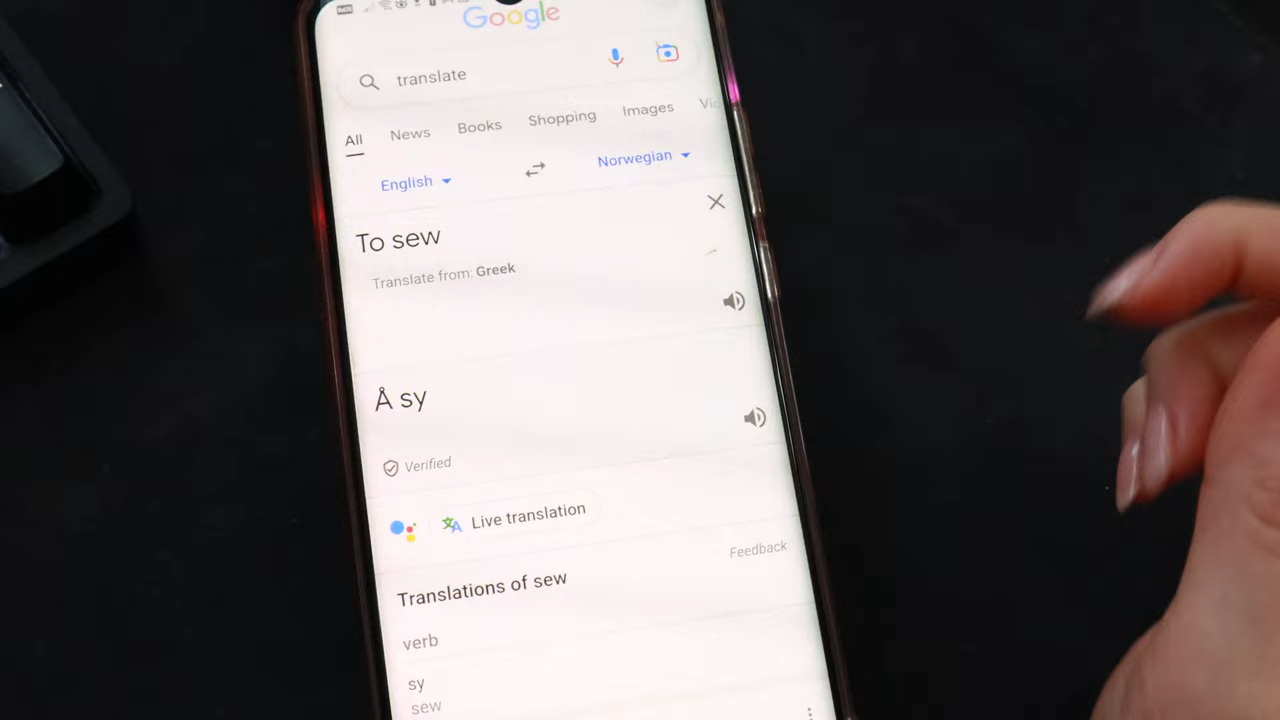 Google
translate
All News Books Shopping Images
English Norwegian
To sew
Translate from: Greek
Å sy
Verified
Live translation
Feedback
Translations of sew
verb
sy
sew